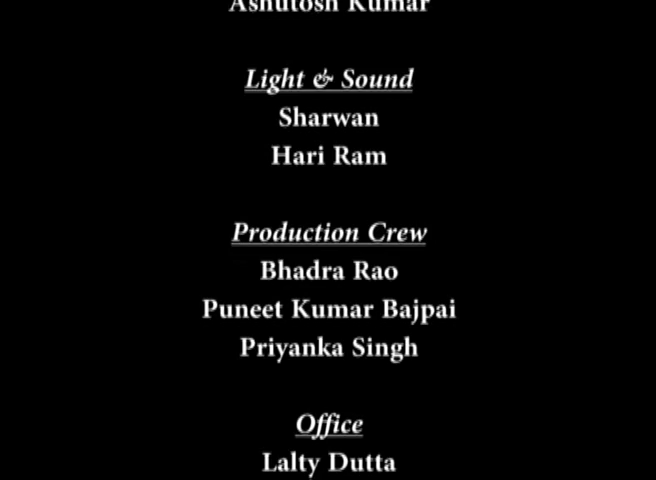 Ashutosh Kumar
Light & Sound
Sharwan
Hari Ram
Production Crew
Bhadra Rao
Puneet Kumar Bajpai
Priyanka Singh
Office
Lalty Dutta